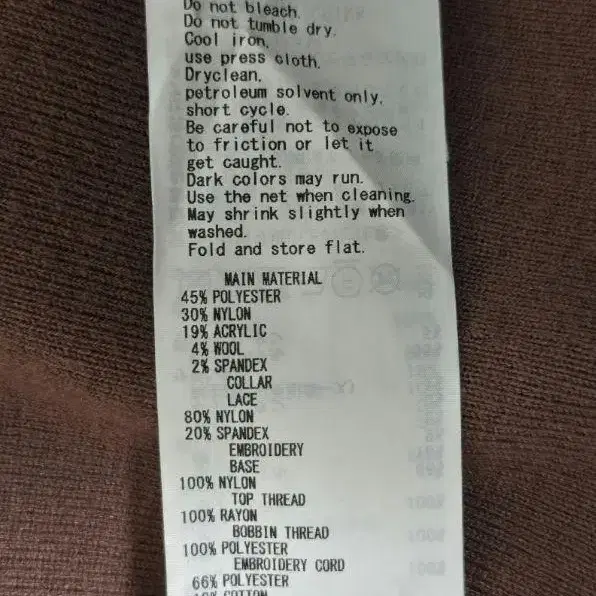 Do not bleach.
Do not tumble dry.
Cool iron,
use press cloth.
Dryclean,
petroleum solvent only,
short cycle.
Be careful not to expose
to friction or let it
get caught.
Dark colors may run.
Use the net when cleaning.
May shrink slightly when
washed.
Fold and store flat.
MAIN MATERIAL
45% POLYESTER
30% NYLON
19% ACRYLIC
4% WOOL
2% SPANDEX
COLLAR
LACE
80% NYLON
20% SPANDEX
EMBROIDERY
BASE
100% NYLON
TOP THREAD
100% RAYON
BOBBIN THREAD
100% POLYESTER
EMBROIDERY CORD
66% POLYESTER
COTTON